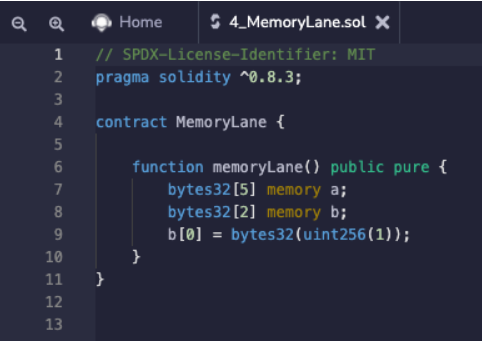 Home
4_MemoryLane.sol
1 // SPDX-License-Identifier: MIT
2 pragma solidity ^0.8.3;
3
4 contract MemoryLane {
5
6     function memoryLane() public pure {
7         bytes32[5] memory a;
8         bytes32[2] memory b;
9         b[0] = bytes32(uint256(1));
10     }
11 }
12
13